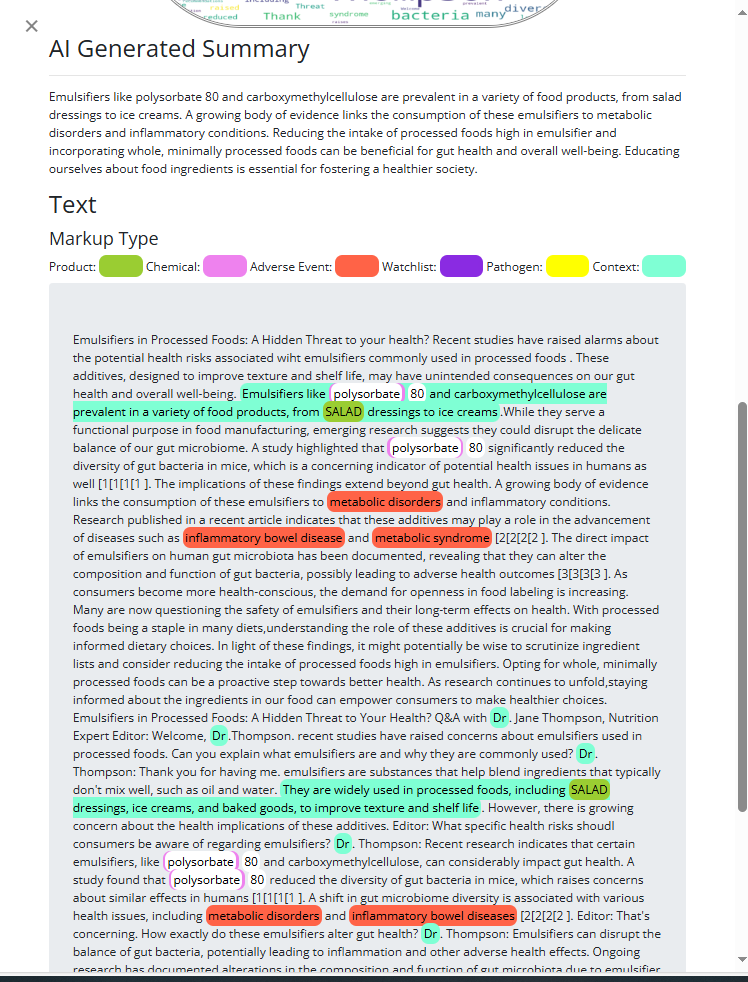 Threat
reduced Thank syndrome bacteria many diver
×
AI Generated Summary
Emulsifiers like polysorbate 80 and carboxymethylcellulose are prevalent in a variety of food products, from salad
dressings to ice creams. A growing body of evidence links the consumption of these emulsifiers to metabolic
disorders and inflammatory conditions. Reducing the intake of processed foods high in emulsifier and
incorporating whole, minimally processed foods can be beneficial for gut health and overall well-being. Educating
ourselves about food ingredients is essential for fostering a healthier society.
Text
Markup Type
Product: Chemical: Adverse Event: Watchlist: Pathogen: Context:
Emulsifiers in Processed Foods: A Hidden Threat to your health? Recent studies have raised alarms about
the potential health risks associated wiht emulsifiers commonly used in processed foods . These
additives, designed to improve texture and shelf life, may have unintended consequences on our gut
health and overall well-being. Emulsifiers like polysorbate 80 and carboxymethylcellulose are
prevalent in a variety of food products, from SALAD dressings to ice creams .While they serve a
functional purpose in food manufacturing, emerging research suggests they could disrupt the delicate
balance of our gut microbiome. A study highlighted that polysorbate 80 significantly reduced the
diversity of gut bacteria in mice, which is a concerning indicator of potential health issues in humans as
well [1[1[1[1 ]. The implications of these findings extend beyond gut health. A growing body of evidence
links the consumption of these emulsifiers to metabolic disorders and inflammatory conditions.
Research published in a recent article indicates that these additives may play a role in the advancement
of diseases such as inflammatory bowel disease and metabolic syndrome [2[2[2[2 ]. The direct impact
of emulsifiers on human gut microbiota has been documented, revealing that they can alter the
composition and function of gut bacteria, possibly leading to adverse health outcomes [3[3[3[3 ]. As
consumers become more health-conscious, the demand for openness in food labeling is increasing.
Many are now questioning the safety of emulsifiers and their long-term effects on health. With processed
foods being a staple in many diets,understanding the role of these additives is crucial for making
informed dietary choices. In light of these findings, it might potentially be wise to scrutinize ingredient
lists and consider reducing the intake of processed foods high in emulsifiers. Opting for whole, minimally
processed foods can be a proactive step towards better health. As research continues to unfold,staying
informed about the ingredients in our food can empower consumers to make healthier choices.
Emulsifiers in Processed Foods: A Hidden Threat to Your Health? Q&A with Dr . Jane Thompson, Nutrition
Expert Editor: Welcome, Dr .Thompson. recent studies have raised concerns about emulsifiers used in
processed foods. Can you explain what emulsifiers are and why they are commonly used? Dr .
Thompson: Thank you for having me. emulsifiers are substances that help blend ingredients that typically
don't mix well, such as oil and water. They are widely used in processed foods, including SALAD
dressings, ice creams, and baked goods, to improve texture and shelf life . However, there is growing
concern about the health implications of these additives. Editor: What specific health risks shoudl
consumers be aware of regarding emulsifiers? Dr . Thompson: Recent research indicates that certain
emulsifiers, like polysorbate 80 and carboxymethylcellulose, can considerably impact gut health. A
study found that polysorbate 80 reduced the diversity of gut bacteria in mice, which raises concerns
about similar effects in humans [1[1[1[1 ]. A shift in gut microbiome diversity is associated with various
health issues, including metabolic disorders and inflammatory bowel diseases [2[2[2[2 ]. Editor: That's
concerning. How exactly do these emulsifiers alter gut health? Dr . Thompson: Emulsifiers can disrupt the
balance of gut bacteria, potentially leading to inflammation and other adverse health effects. Ongoing
research has documented alterations in the composition and function of gut microbiota due to emulsifier